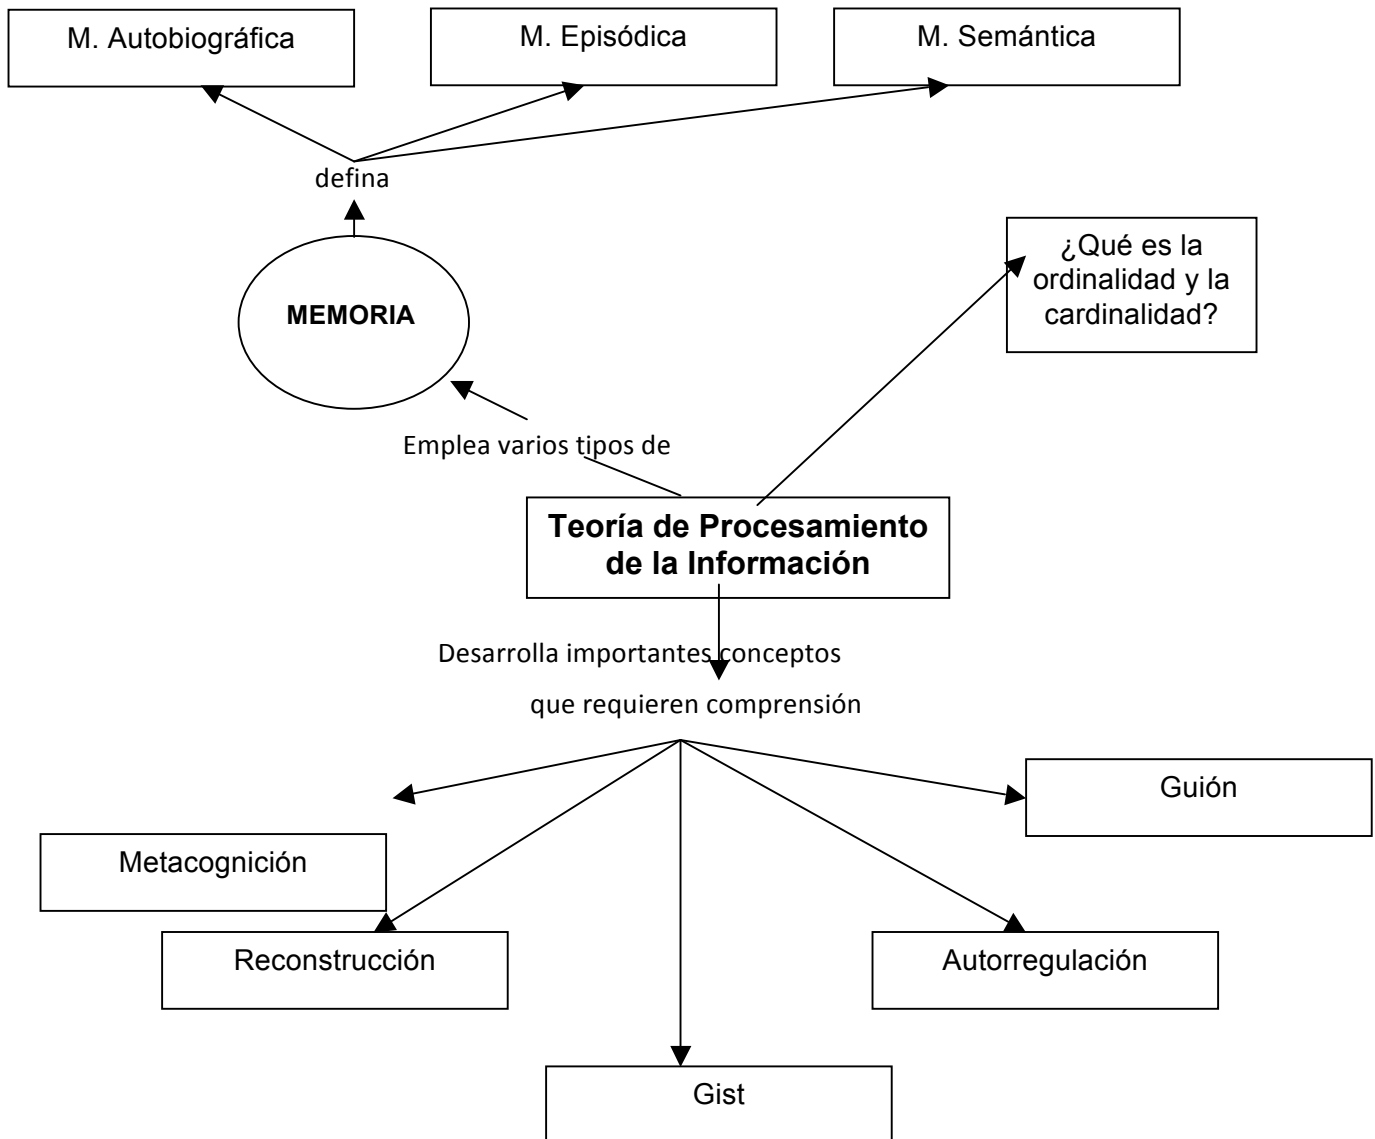 M. Autobiográfica
M. Episódica
M. Semántica
defina
MEMORIA
¿Qué es la
ordinalidad y la
cardinalidad?
Emplea varios tipos de
Teoría de Procesamiento
de la Información
Desarrolla importantes conceptos
que requieren comprensión
Guión
Metacognición
Reconstrucción
Autorregulación
Gist